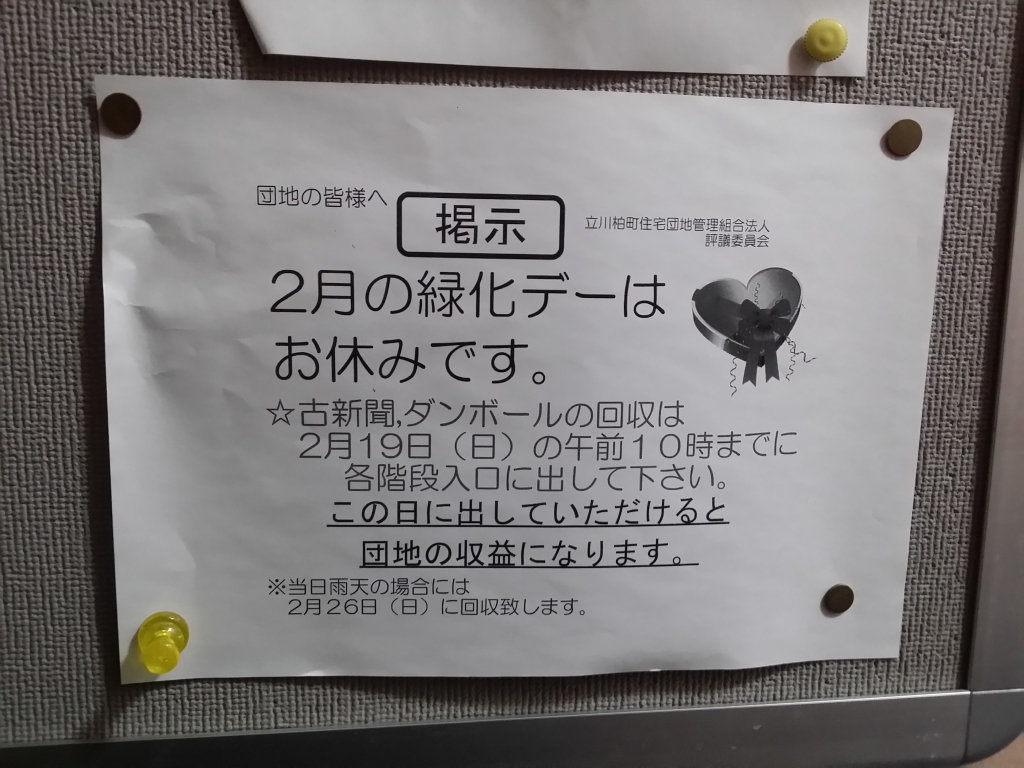 団地の皆様へ
掲示
立川柏町住宅団地管理組合法人
評議委員会
2月の緑化デーは
お休みです。
☆古新聞,ダンボールの回収は
2月19日(日)の午前10時までに
各階段入口に出して下さい。
この日に出していただけると
団地の収益になります。
※当日雨天の場合には
2月26日(日)に回収致します。